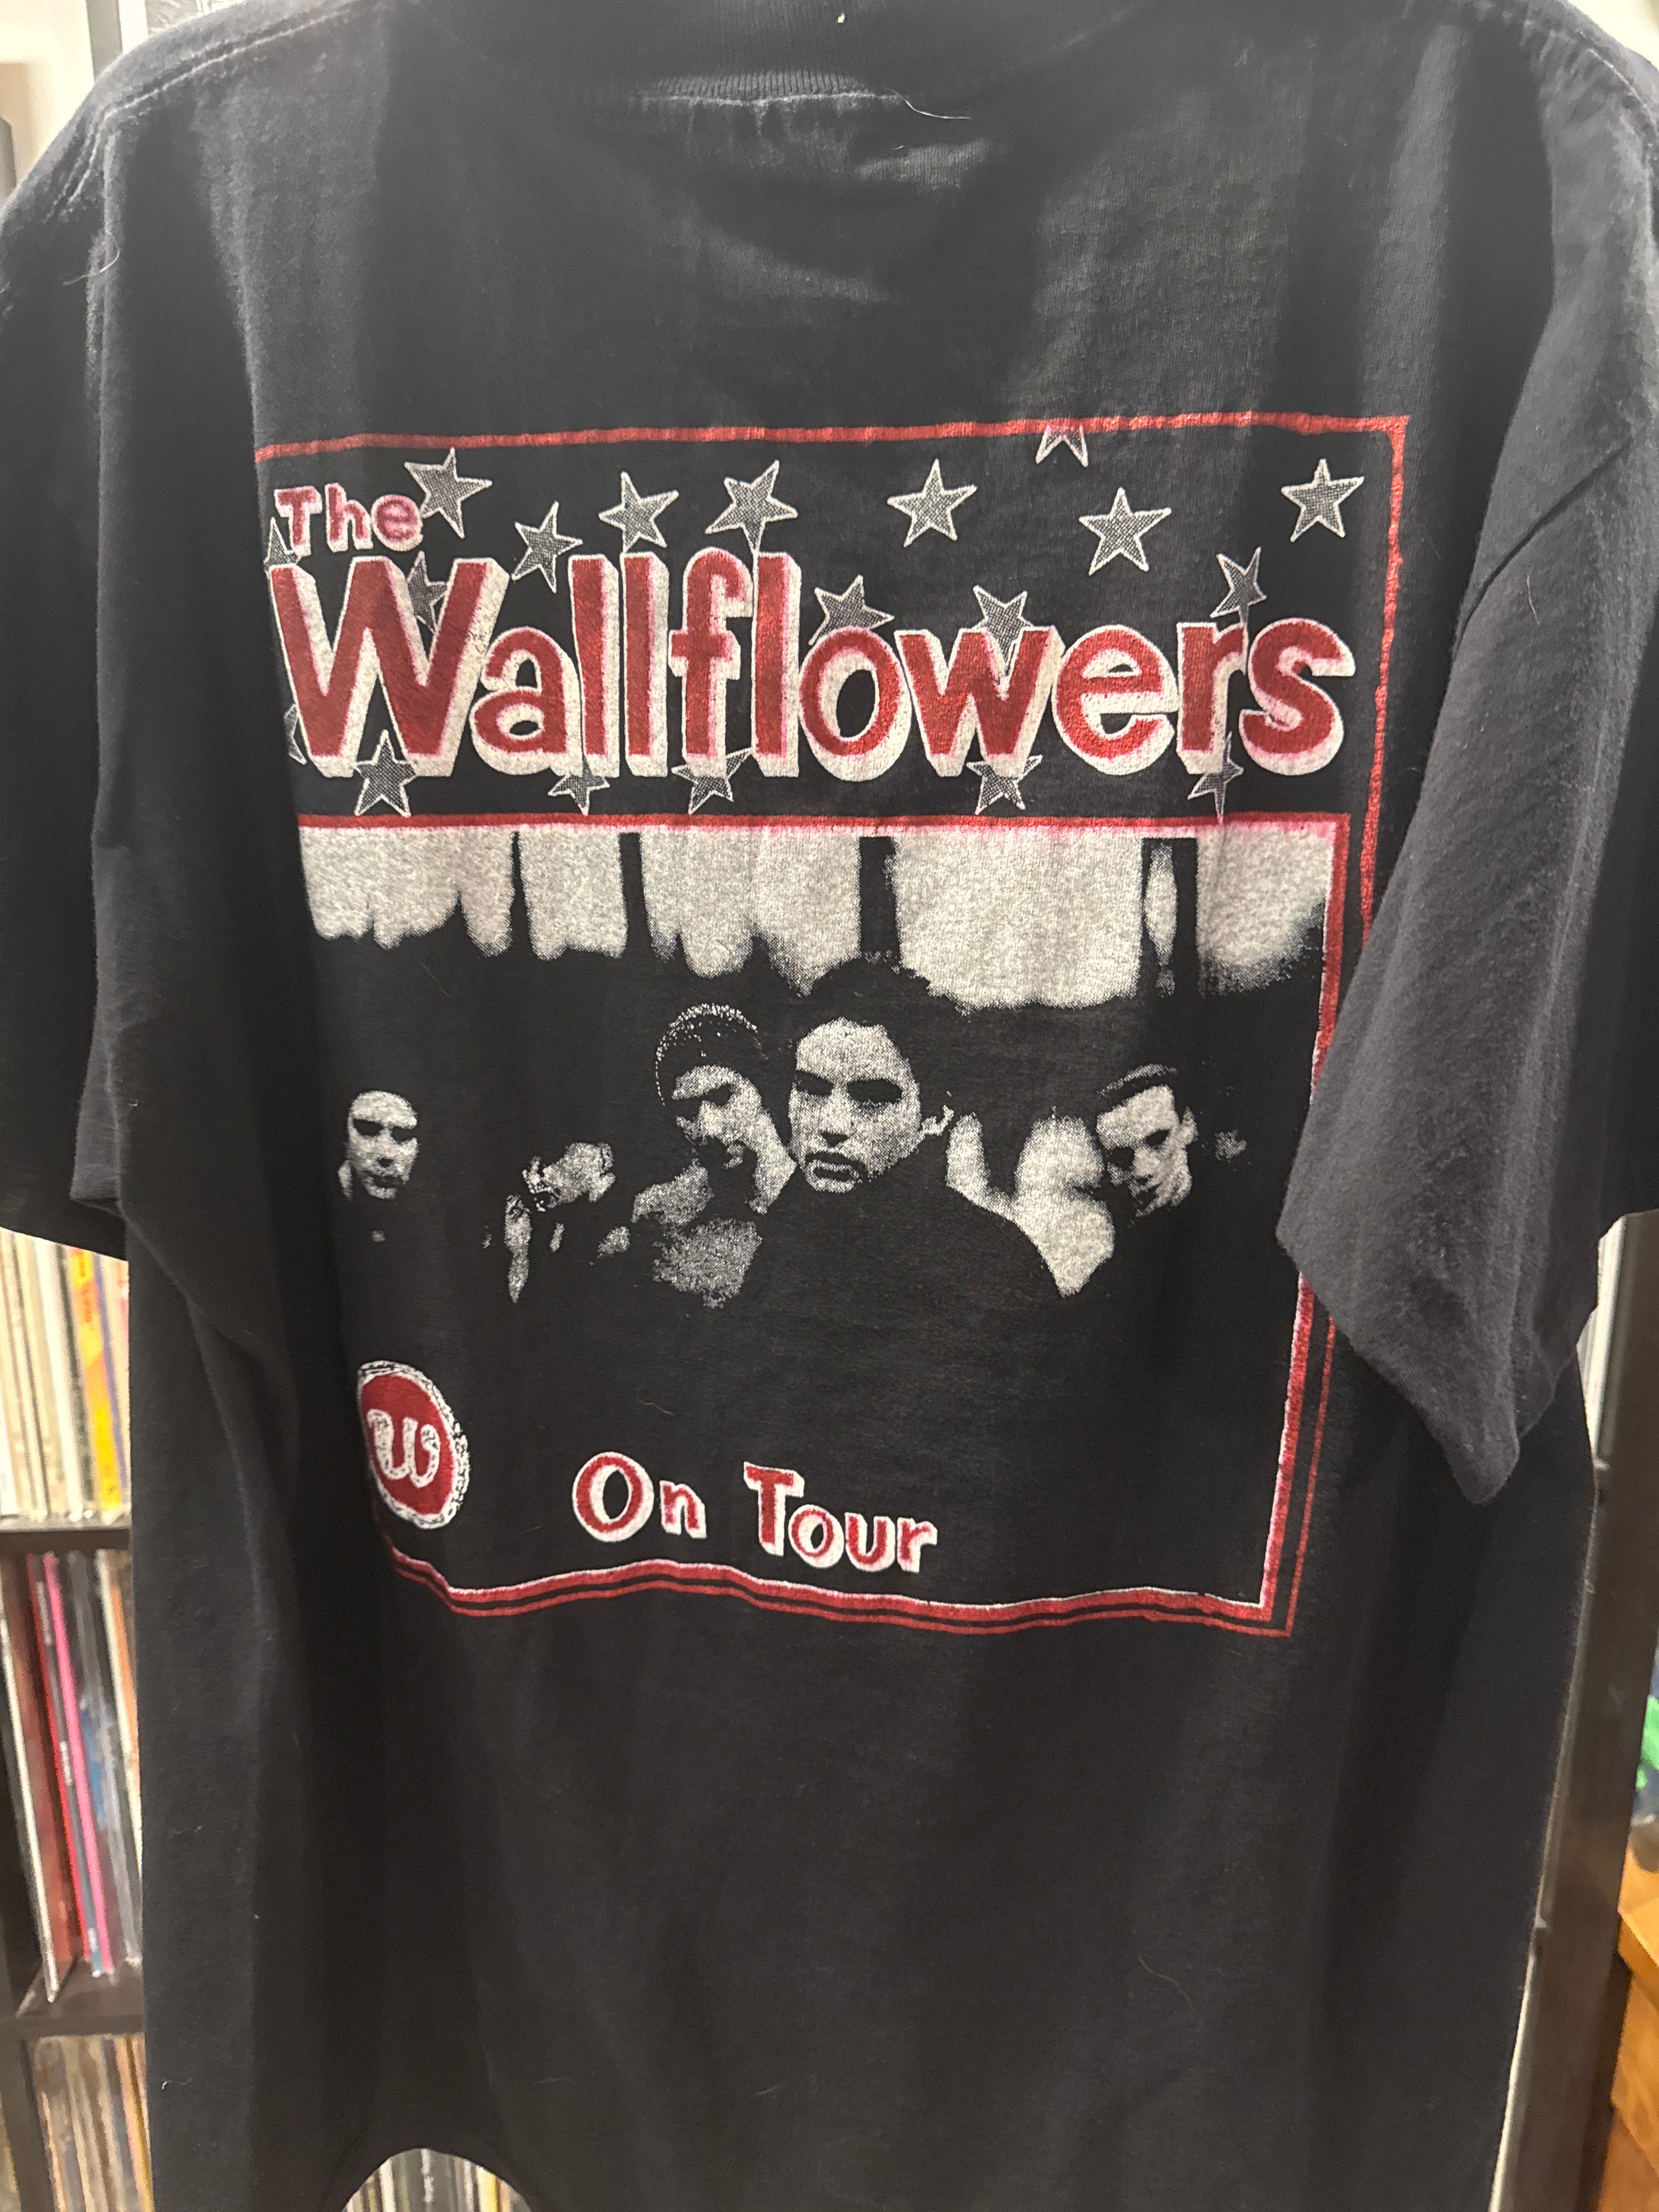 The
Wallflowers
W
On Tour